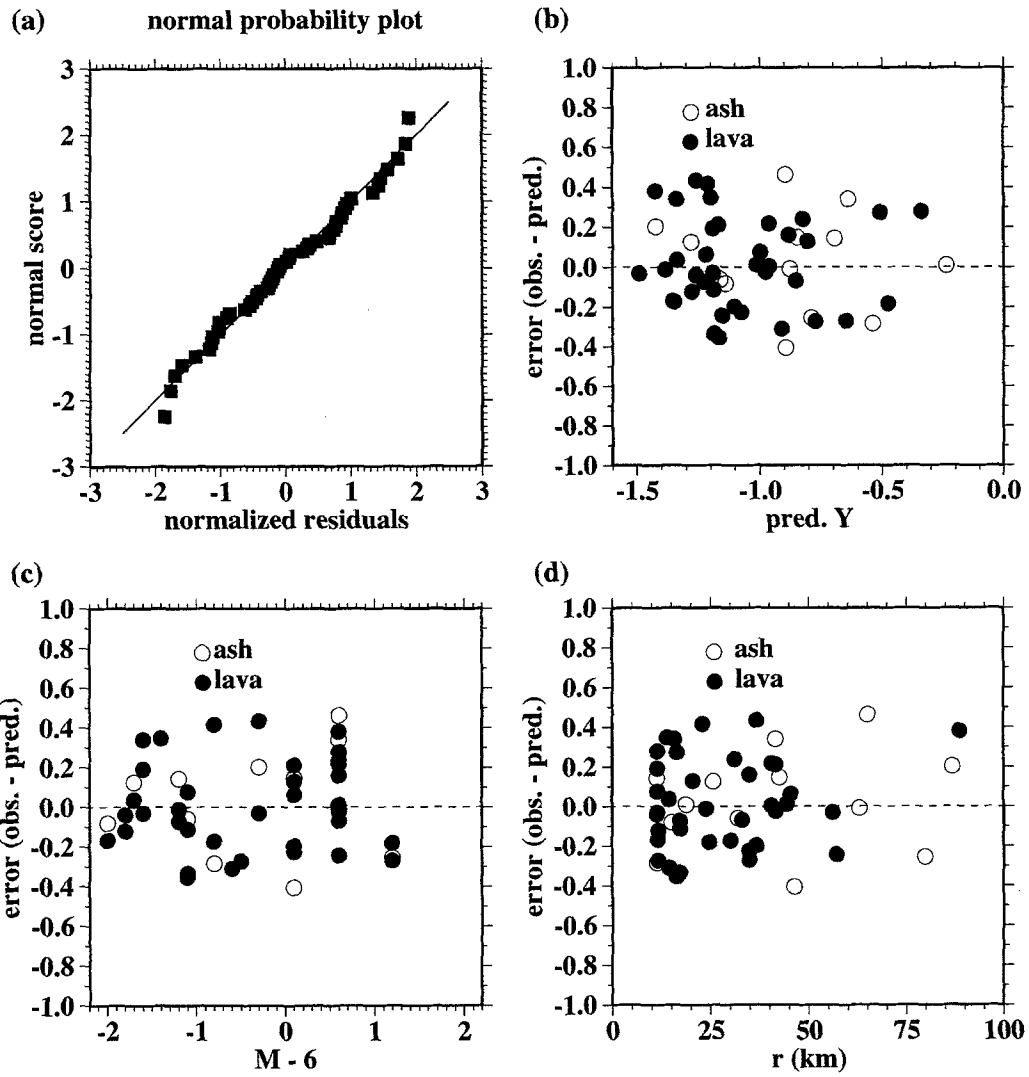 (a)
normal probability plot
3
2
1
0
-1
-2
-3
normal score
-3 -2 -1 0 1 2 3
normalized residuals
(b)
1.0
0.8
0.6
0.4
0.2
0.0
-0.2
-0.4
-0.6
-0.8
-1.0
error (obs. - pred.)
ash
lava
-1.5 -1.0 -0.5 0.0
pred. Y
(c)
1.0
0.8
0.6
0.4
0.2
0.0
-0.2
-0.4
-0.6
-0.8
-1.0
error (obs. - pred.)
ash
lava
-2 -1 0 1 2
M - 6
(d)
1.0
0.8
0.6
0.4
0.2
0.0
-0.2
-0.4
-0.6
-0.8
-1.0
error (obs. - pred.)
ash
lava
0 25 50 75 100
r (km)